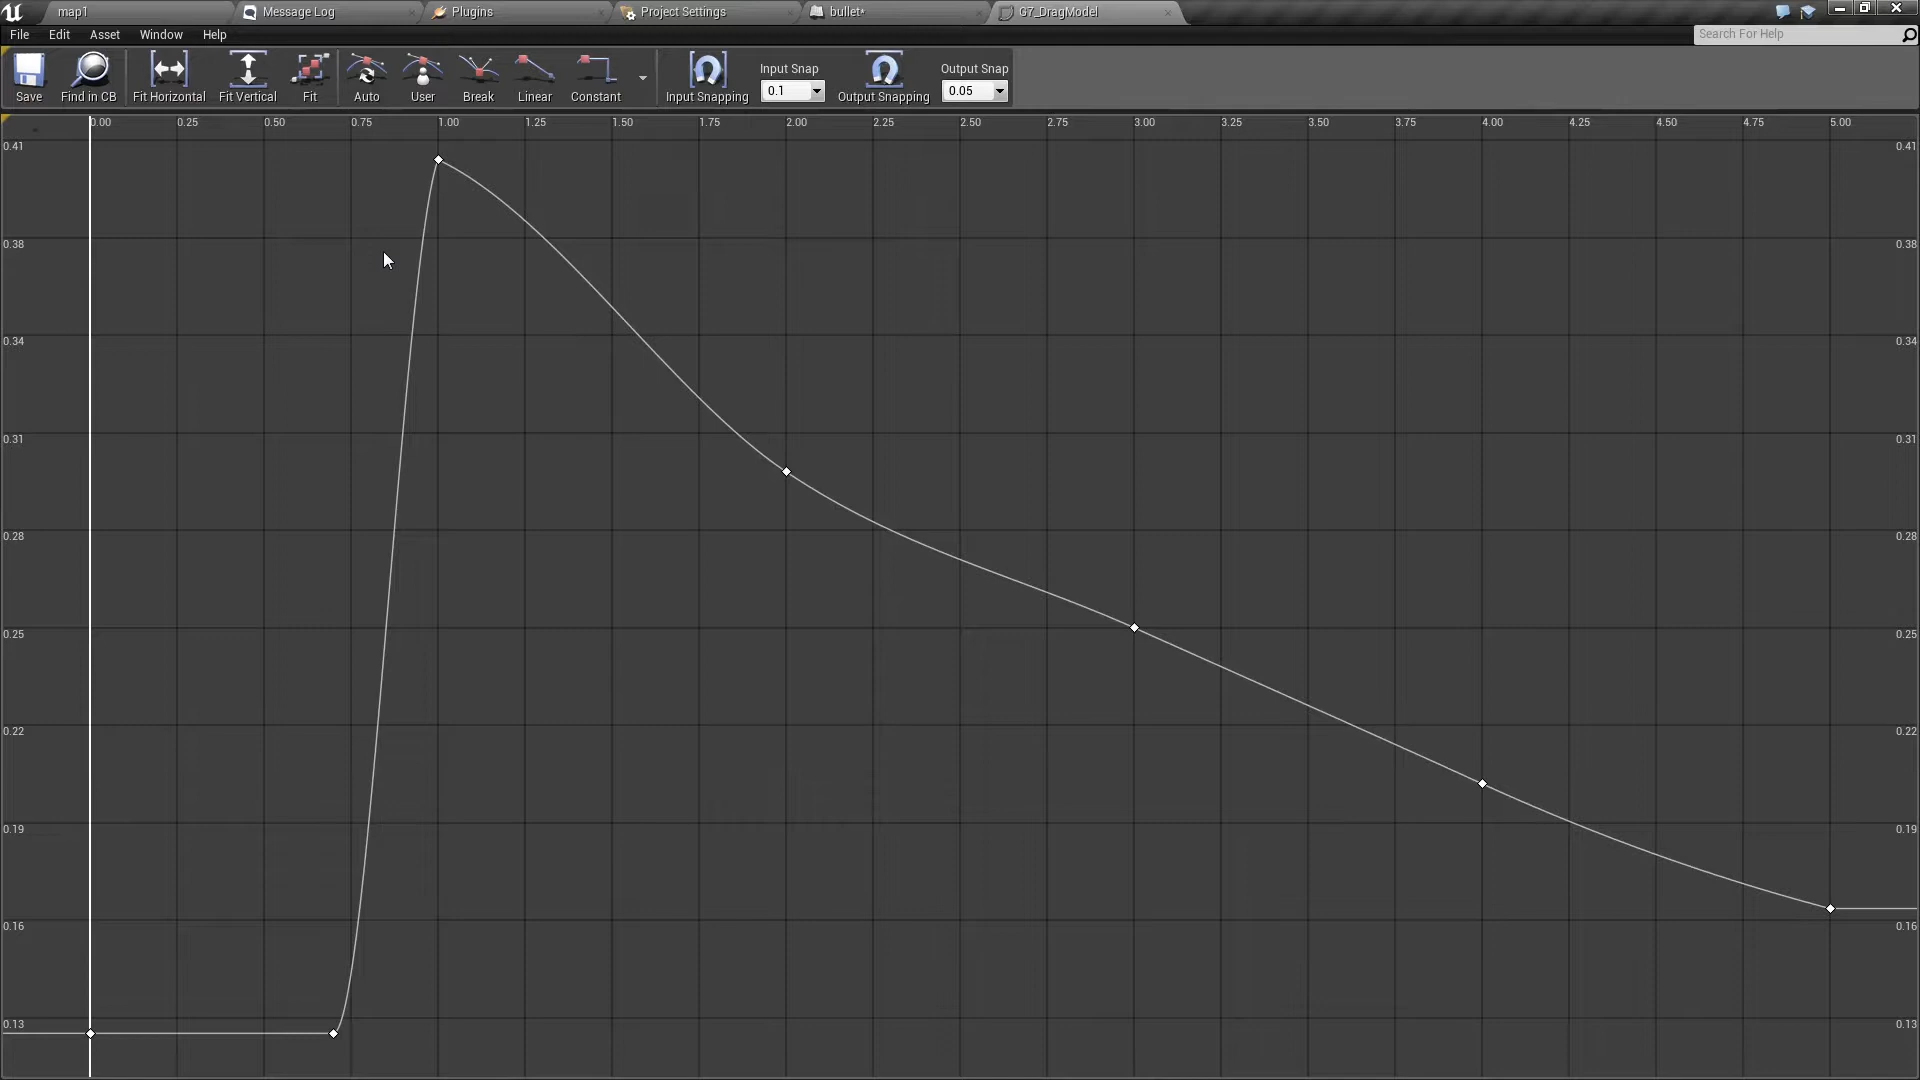 map1 Message Log Plugins Project Settings bullet* G7_DragModel
File Edit Asset Window Help Search For Help
Input Snap Output Snap
0.1 0.05
Save Find in CB Fit Horizontal Fit Vertical Fit Auto User Break Linear Constant Input Snapping Output Snapping
0.00 0.25 0.50 0.75 1.00 1.25 1.50 1.75 2.00 2.25 2.50 2.75 3.00 3.25 3.50 3.75 4.00 4.25 4.50 4.75 5.00
0.41 0.41
0.38 0.38
0.34 0.34
0.31 0.31
0.28 0.28
0.25 0.25
0.22 0.22
0.19 0.19
0.16 0.16
0.13 0.13